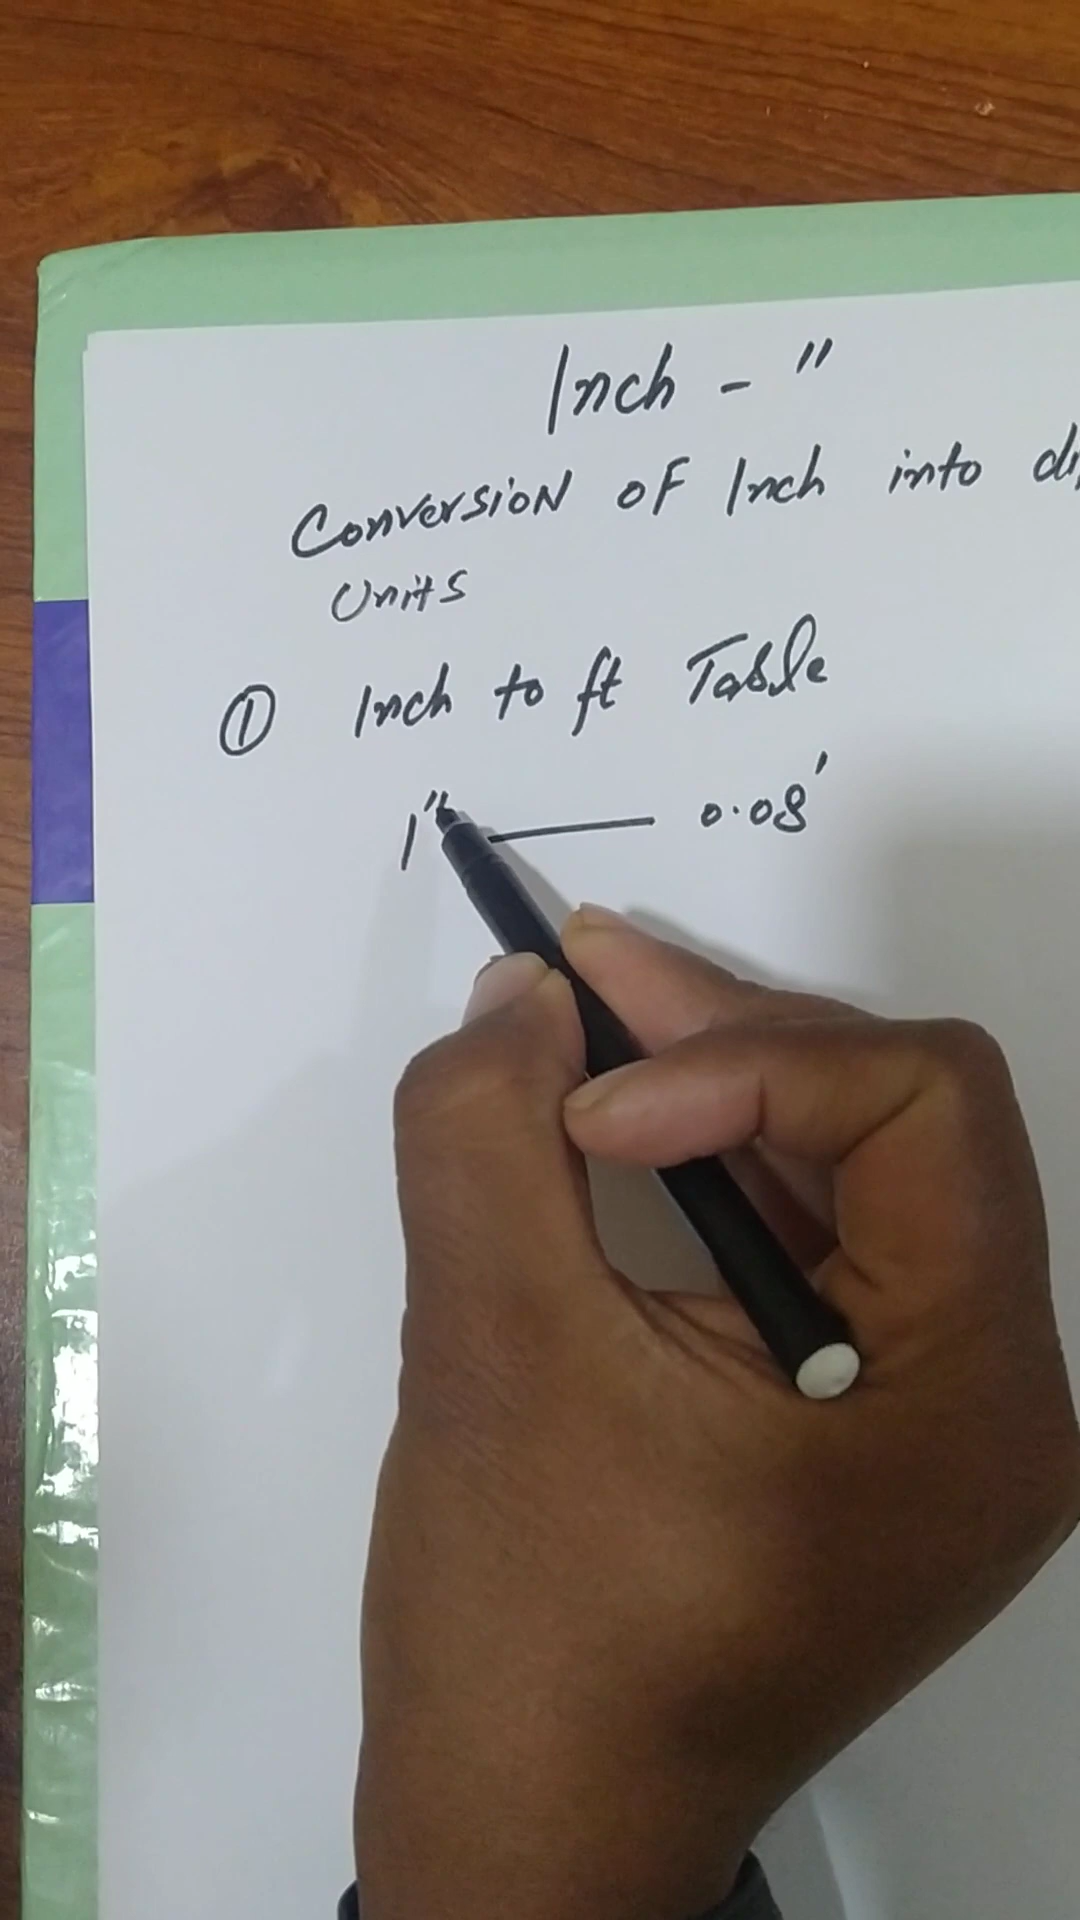 Inch - "
Conversion of Inch into
Units
① Inch to ft Table
1" —— 0.08'